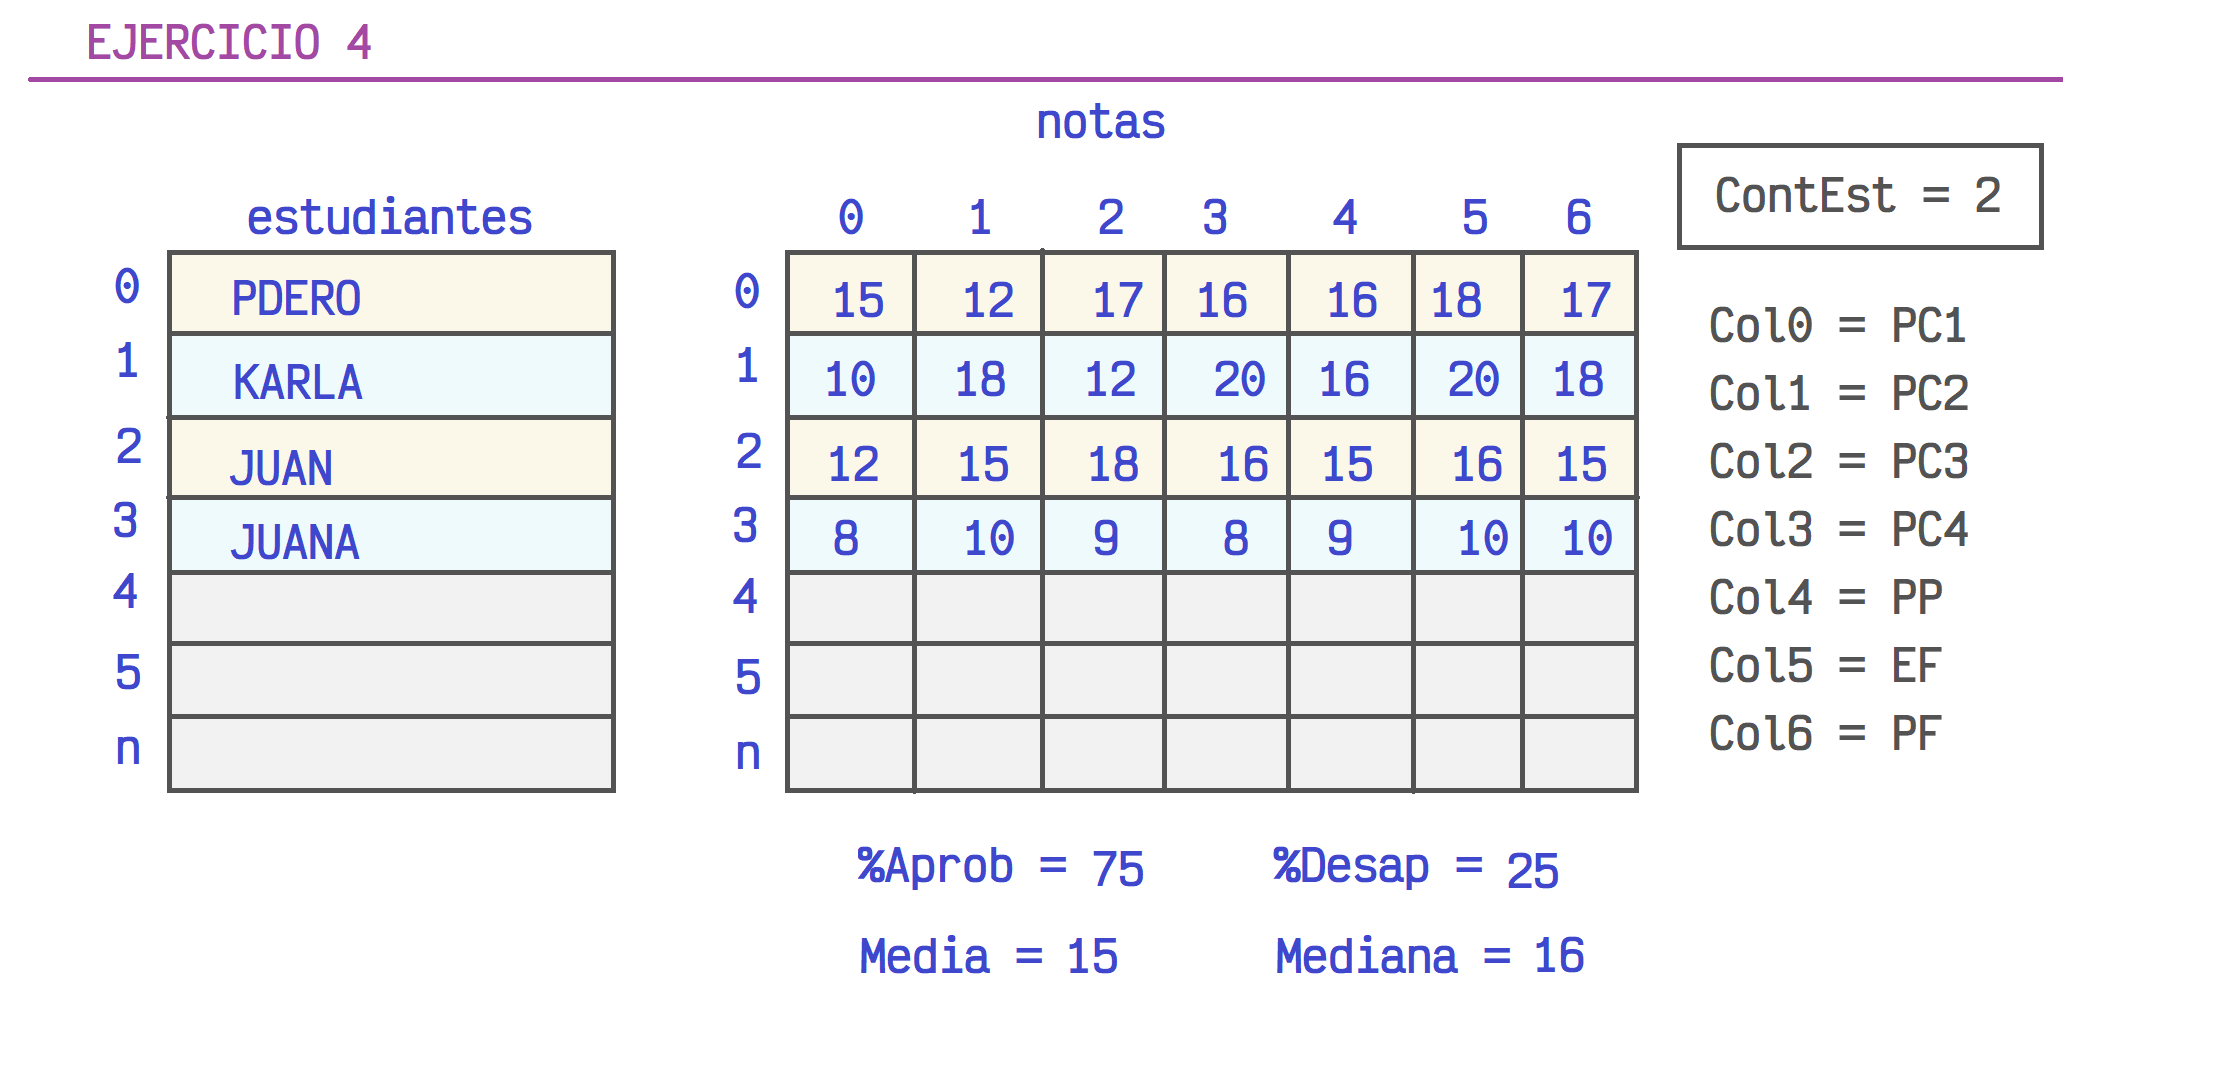 EJERCICIO 4
notas
ContEst = 2
estudiantes
0 1 2 3 4 5 6
0 PDERO 0 15 12 17 16 16 18 17
1 KARLA 1 10 18 12 20 16 20 18
2 JUAN 2 12 15 18 16 15 16 15
3 JUANA 3 8 10 9 8 9 10 10
4 4
5 5
n n
Col0 = PC1
Col1 = PC2
Col2 = PC3
Col3 = PC4
Col4 = PP
Col5 = EF
Col6 = PF
%Aprob = 75 %Desap = 25
Media = 15 Mediana = 16